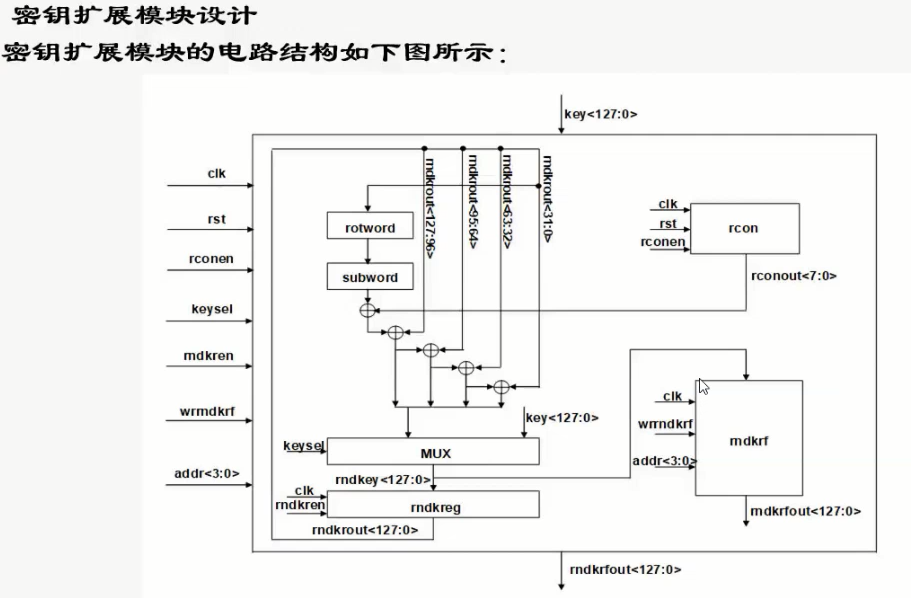 密钥扩展模块设计
密钥扩展模块的电路结构如下图所示：
key<127:0>
clk
rst
rconen
keysel
rndkren
wrrndkrf
addr<3:0>
rndkrout<127:96>
rndkrout<95:64>
rndkrout<63:32>
rndkrout<31:0>
rotword
subword
clk
rst
rconen
rcon
rconout<7:0>
key<127:0>
keysel
MUX
rndkey<127:0>
clk
rndkren
rndkreg
rndkrout<127:0>
clk
wrrndkrf
addr<3:0>
rndkrf
rndkrfout<127:0>
rndkrfout<127:0>